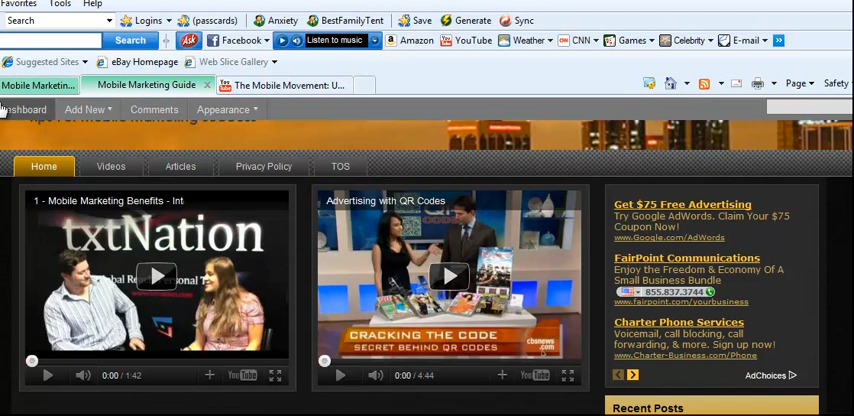 Favorites Tools Help
Search Logins (passcards) Anxiety BestFamilyTent Save Generate Sync
Search Ask Facebook Listen to music Amazon YouTube Weather CNN Games Celebrity E-mail
Suggested Sites eBay Homepage Web Slice Gallery
Mobile Marketin... Mobile Marketing Guide The Mobile Movement: U... Page Safety
Add New Comments Appearance
Home Videos Articles Privacy Policy TOS
1 - Mobile Marketing Benefits - Int
txtNation
0:00 / 1:42 YouTube
Advertising with QR Codes
CRACKING THE CODE
SECRET BEHIND QR CODES
cbsnews
.com
0:00 / 4:44 YouTube
Get $75 Free Advertising
Try Google AdWords. Claim Your $75
Coupon Now!
www.Google.com/AdWords
FairPoint Communications
Enjoy the Freedom & Economy Of A
Small Business Bundle
855.837.3744
www.fairpoint.com/yourbusiness
Charter Phone Services
Voicemail, call blocking, call
forwarding, & more. Sign up now!
www.Charter-Business.com/Phone
AdChoices
Recent Posts